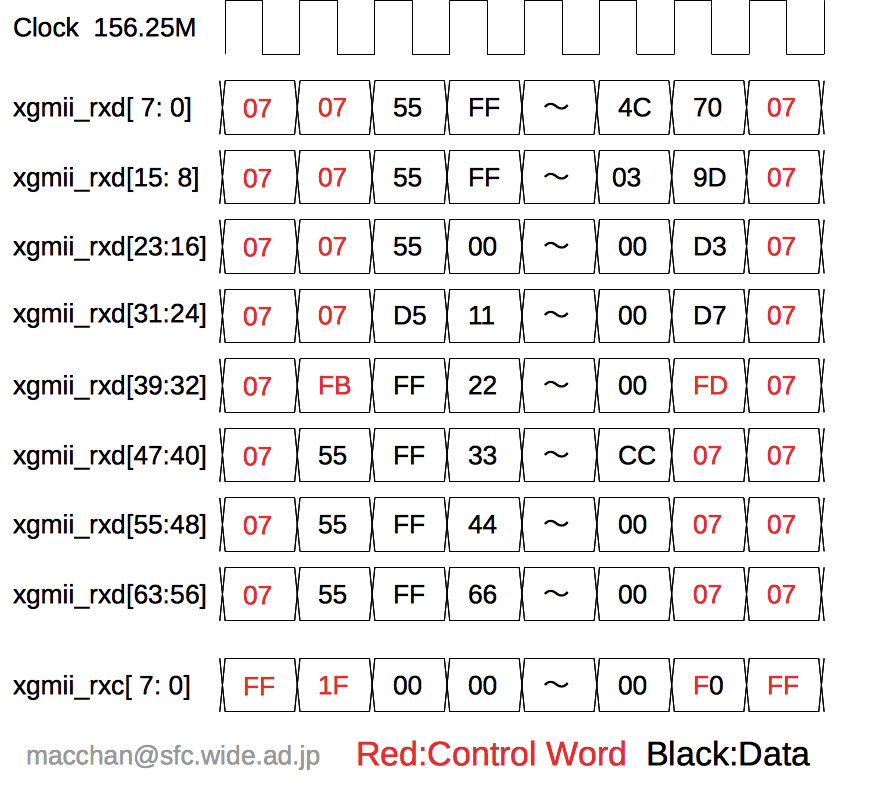 Clock 156.25M
xgmii_rxd[ 7: 0] 07 07 55 FF ～ 4C 70 07
xgmii_rxd[15: 8] 07 07 55 FF ～ 03 9D 07
xgmii_rxd[23:16] 07 07 55 00 ～ 00 D3 07
xgmii_rxd[31:24] 07 07 D5 11 ～ 00 D7 07
xgmii_rxd[39:32] 07 FB FF 22 ～ 00 FD 07
xgmii_rxd[47:40] 07 55 FF 33 ～ CC 07 07
xgmii_rxd[55:48] 07 55 FF 44 ～ 00 07 07
xgmii_rxd[63:56] 07 55 FF 66 ～ 00 07 07
xgmii_rxc[ 7: 0] FF 1F 00 00 ～ 00 F0 FF
macchan@sfc.wide.ad.jp Red:Control Word Black:Data